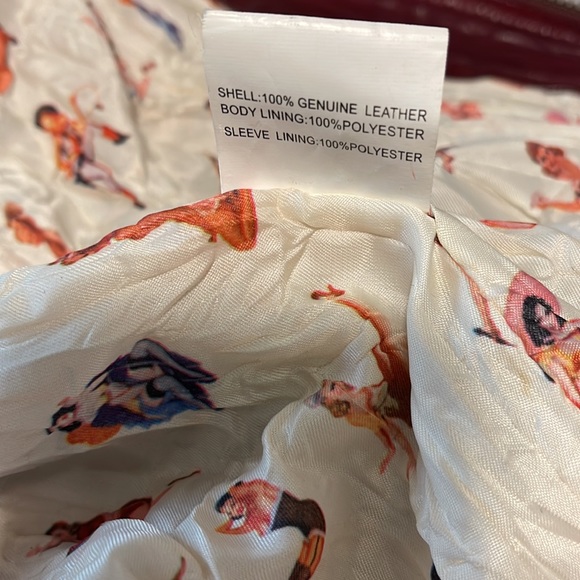 SHELL:100% GENUINE LEATHER
BODY LINING:100%POLYESTER
SLEEVE LINING:100%POLYESTER